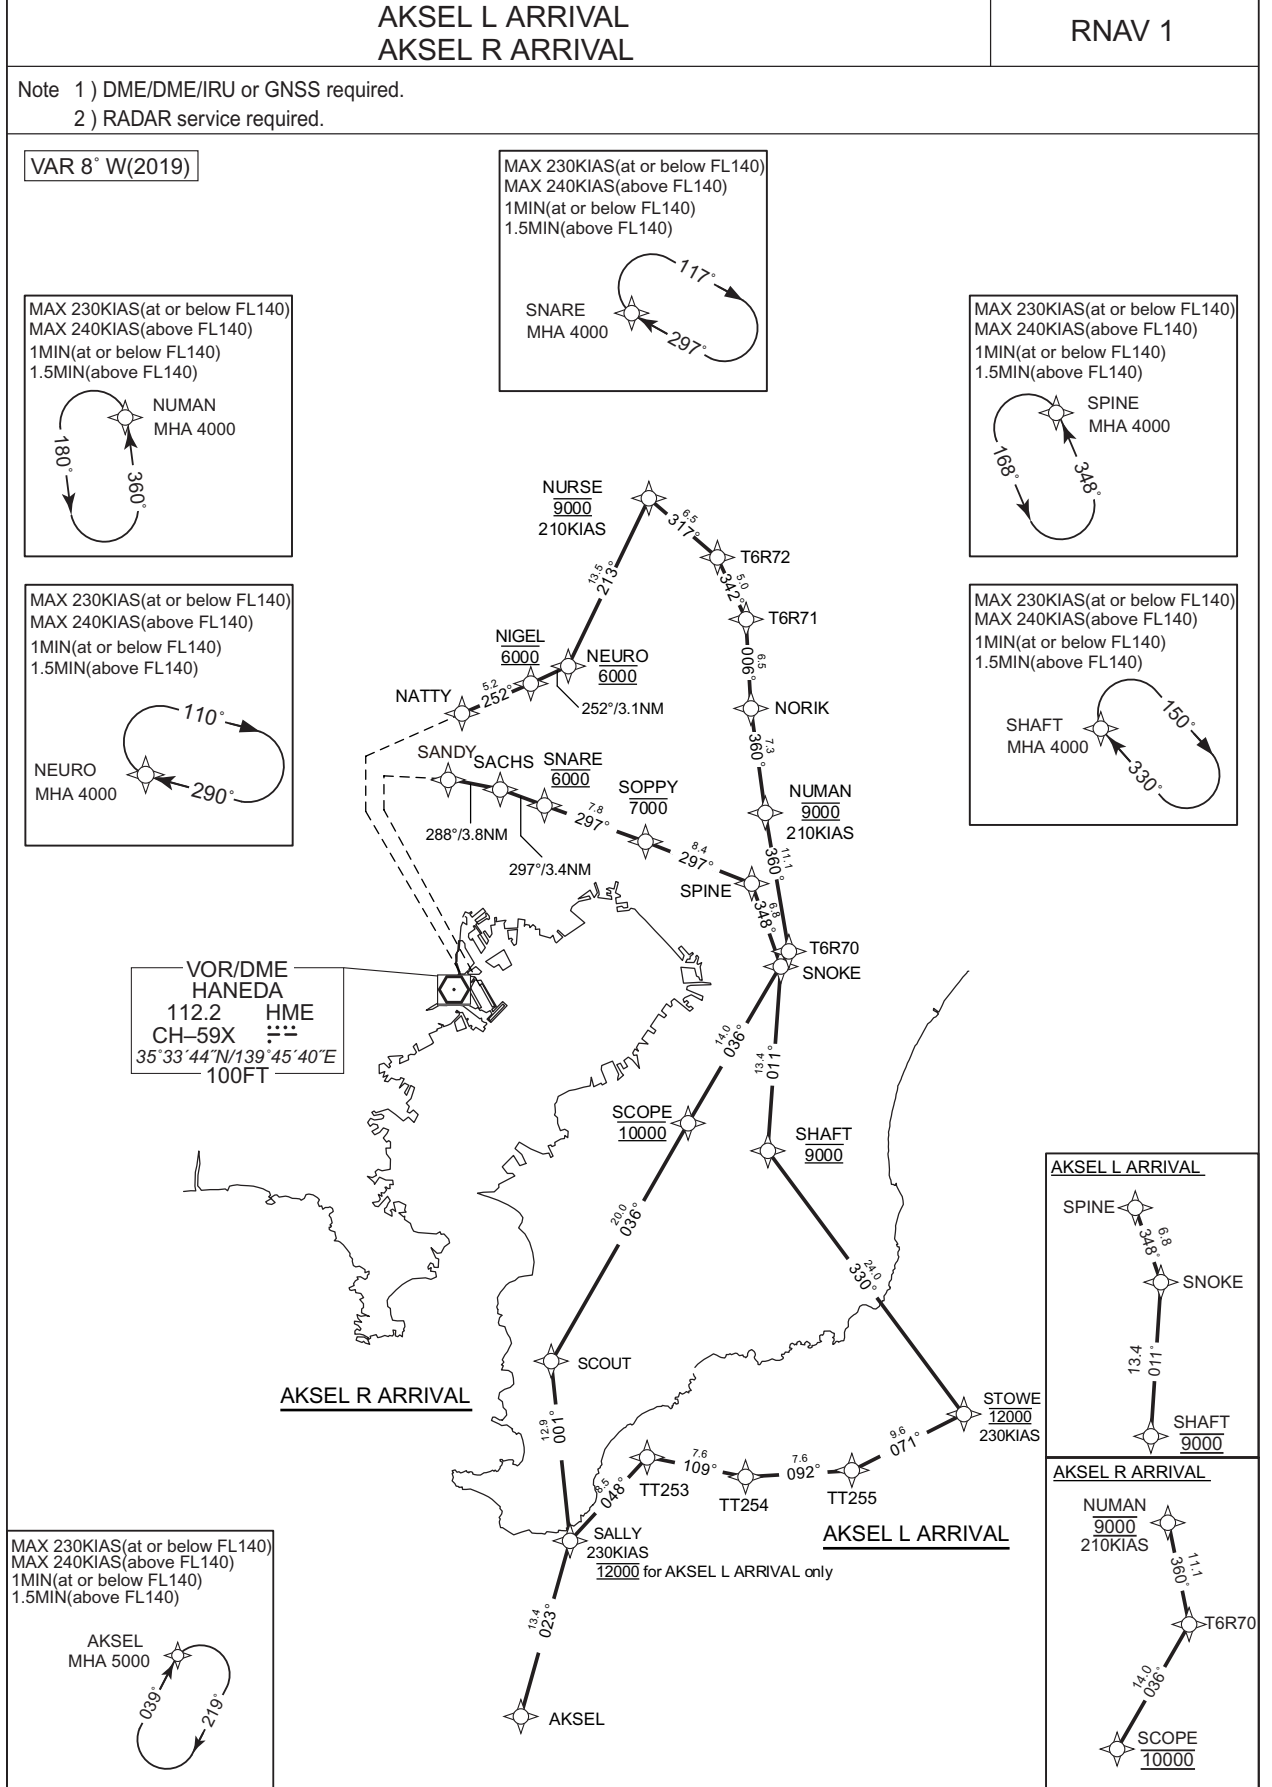 AKSEL L ARRIVAL
AKSEL R ARRIVAL
RNAV 1
Note 1 ) DME/DME/IRU or GNSS required.
2 ) RADAR service required.
VAR 8° W(2019)
MAX 230KIAS(at or below FL140)
MAX 240KIAS(above FL140)
1MIN(at or below FL140)
1.5MIN(above FL140)
117°
SNARE
MHA 4000
297°
MAX 230KIAS(at or below FL140)
MAX 240KIAS(above FL140)
1MIN(at or below FL140)
1.5MIN(above FL140)
NUMAN
MHA 4000
180°
360°
MAX 230KIAS(at or below FL140)
MAX 240KIAS(above FL140)
1MIN(at or below FL140)
1.5MIN(above FL140)
SPINE
MHA 4000
168°
348°
MAX 230KIAS(at or below FL140)
MAX 240KIAS(above FL140)
1MIN(at or below FL140)
1.5MIN(above FL140)
110°
NEURO
MHA 4000
290°
MAX 230KIAS(at or below FL140)
MAX 240KIAS(above FL140)
1MIN(at or below FL140)
1.5MIN(above FL140)
150°
SHAFT
MHA 4000
330°
NURSE
9000
210KIAS
6.5
317°
T6R72
5.0
342°
T6R71
13.5
213°
6.5
006°
NIGEL
6000
NEURO
6000
NATTY
5.2
252°
252°/3.1NM
NORIK
7.3
360°
SANDY
SACHS
SNARE
6000
SOPPY
7000
NUMAN
9000
210KIAS
7.8
297°
288°/3.8NM
297°/3.4NM
8.4
297°
11.1
360°
SPINE
6.8
348°
T6R70
SNOKE
VOR/DME
HANEDA
112.2 HME
CH–59X
35°33´44˝N/139°45´40˝E
100FT
14.0
036°
13.4
011°
SCOPE
10000
SHAFT
9000
20.0
036°
24.0
330°
SCOUT
AKSEL R ARRIVAL
12.9
001°
STOWE
12000
230KIAS
9.6
071°
7.6
109°
7.6
092°
TT253
TT254
TT255
8.5
048°
SALLY
230KIAS
12000 for AKSEL L ARRIVAL only
AKSEL L ARRIVAL
13.4
023°
AKSEL
MAX 230KIAS(at or below FL140)
MAX 240KIAS(above FL140)
1MIN(at or below FL140)
1.5MIN(above FL140)
AKSEL
MHA 5000
039°
219°
AKSEL L ARRIVAL
SPINE
6.8
348°
SNOKE
13.4
011°
SHAFT
9000
AKSEL R ARRIVAL
NUMAN
9000
210KIAS
11.1
360°
T6R70
14.0
036°
SCOPE
10000